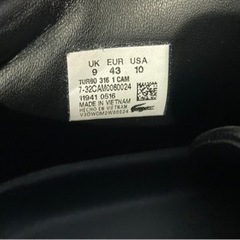 UK EUR USA
9 43 10
TURBO 316 1 CAM
7-32CAM0060024
11941 0616
MADE IN VIETNAM
HECHO EN VIETNAM